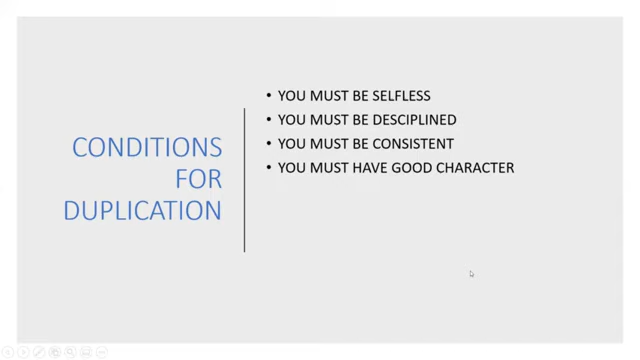 CONDITIONS
FOR
DUPLICATION
• YOU MUST BE SELFLESS
• YOU MUST BE DESCIPLINED
• YOU MUST BE CONSISTENT
• YOU MUST HAVE GOOD CHARACTER